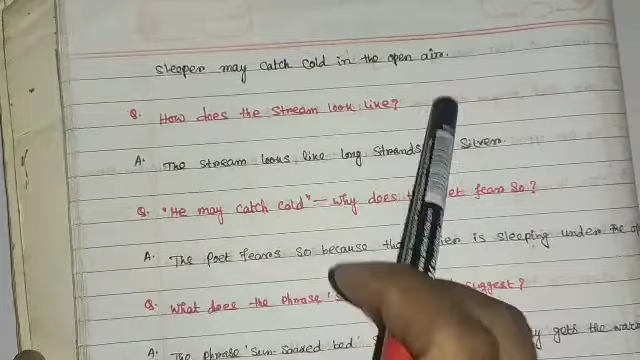 sleeper may catch cold in the open air.
Q. How does the stream look like?
A. The stream looks like long strands silver.
Q. "He may catch cold" – Why does poet fears so?
A. The poet fears so because is sleeping under the
Q. What does the phrase suggest?
A. The phrase 'sun-soaked bed' gets the